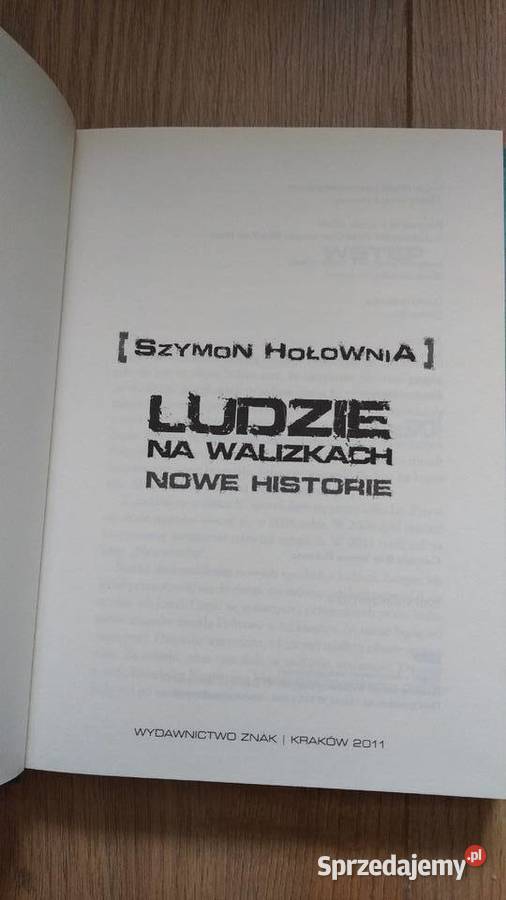 [SZYMON HOŁOWNIA]
LUDZIE
NA WALIZKACH
NOWE HISTORIE
WYDAWNICTWO ZNAK | KRAKÓW 2011
Sprzedajemy.pl